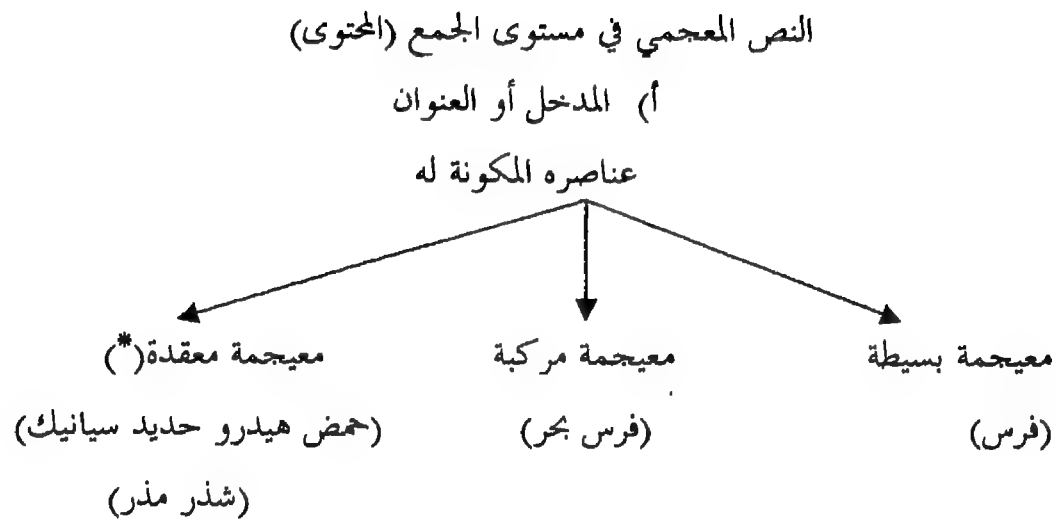 النص المعجمي في مستوى الجمع (المحتوى)
أ) المدخل أو العنوان
عناصره المكونة له
معيجمة بسيطة
(فرس)
معيجمة مركبة
(فرس بحر)
معيجمة معقدة(*)
(حمض هيدرو حديد سيانيك)
(شذر مذر)